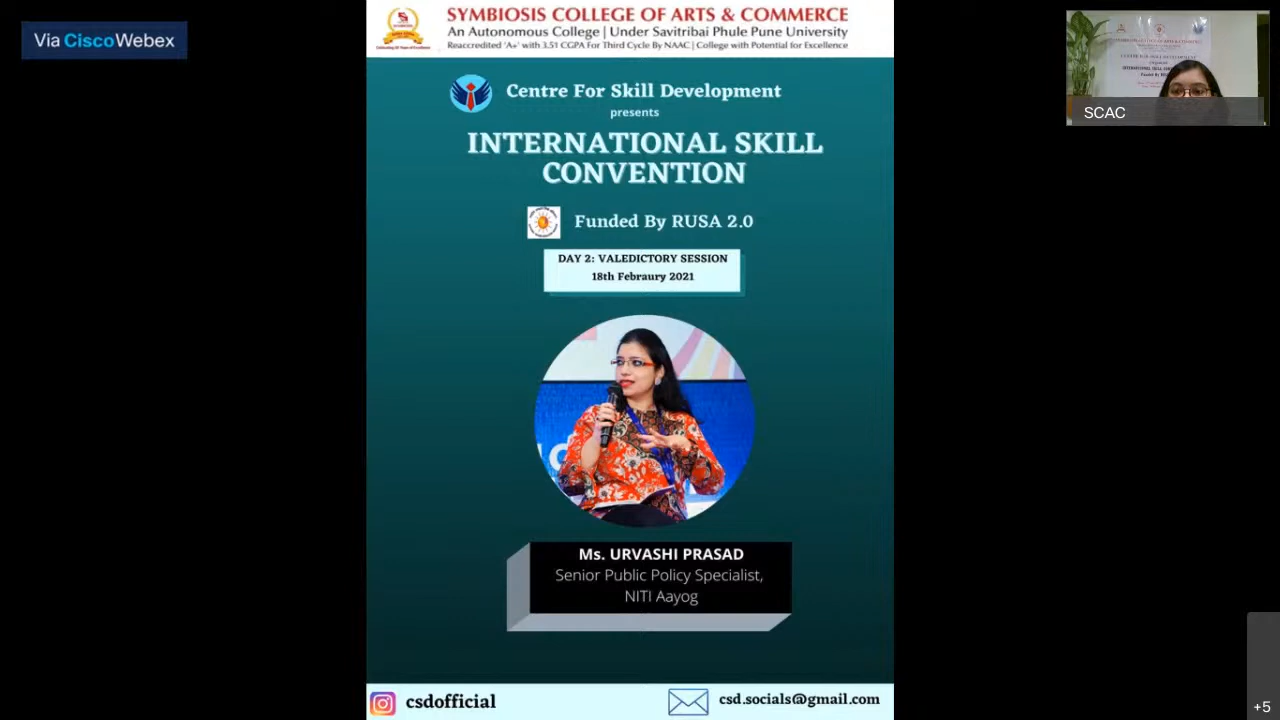 Via CiscoWebex
SYMBIOSIS COLLEGE OF ARTS & COMMERCE
An Autonomous College | Under Savitribai Phule Pune University
Reaccredited 'A+' with 3.51 CGPA For Third Cycle By NAAC | College with Potential for Excellence
Centre For Skill Development
presents
INTERNATIONAL SKILL
CONVENTION
Funded By RUSA 2.0
DAY 2: VALEDICTORY SESSION
18th Febraury 2021
Ms. URVASHI PRASAD
Senior Public Policy Specialist,
NITI Aayog
csdofficial
csd.socials@gmail.com
SCAC
+5